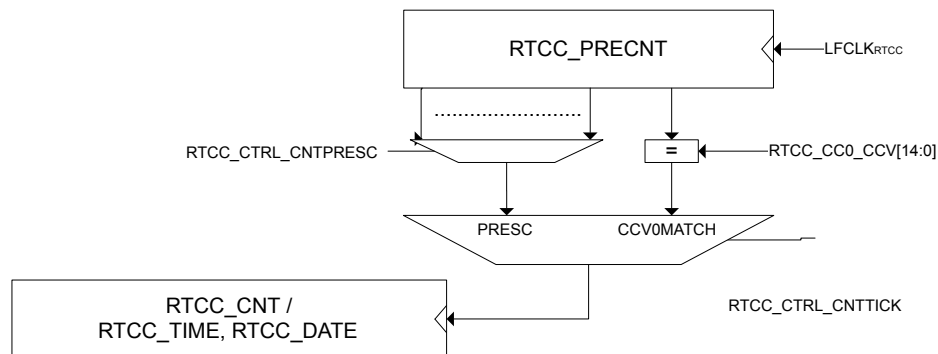 RTCC_PRECNT
LFCLKRTCC
RTCC_CTRL_CNTPRESC
=
RTCC_CC0_CCV[14:0]
PRESC
CCV0MATCH
RTCC_CNT /
RTCC_TIME, RTCC_DATE
RTCC_CTRL_CNTTICK